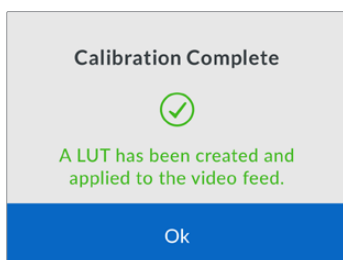 Calibration Complete
A LUT has been created and
applied to the video feed.
Ok